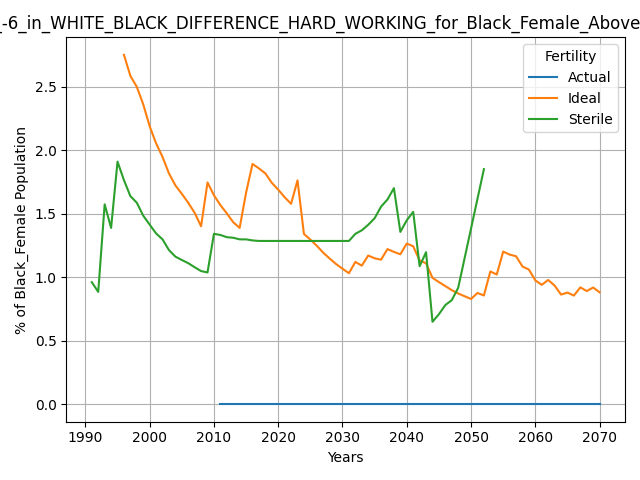 _-6_in_WHITE_BLACK_DIFFERENCE_HARD_WORKING_for_Black_Female_Above
Fertility
Actual
Ideal
Sterile
% of Black_Female Population
2.5
2.0
1.5
1.0
0.5
0.0
1990 2000 2010 2020 2030 2040 2050 2060 2070
Years